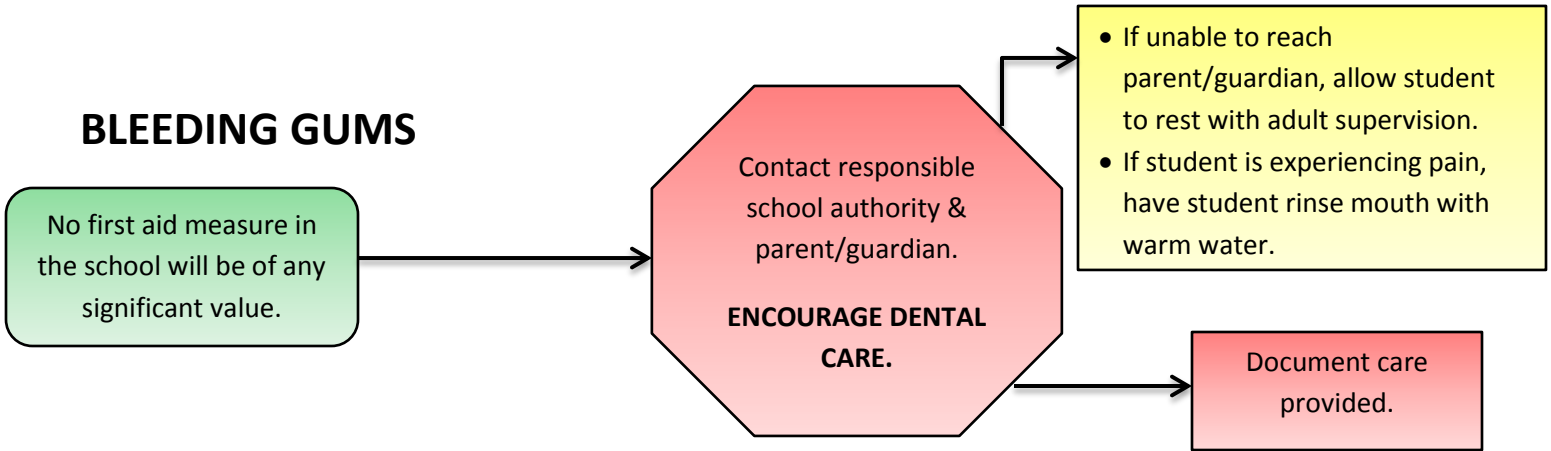 BLEEDING GUMS
No first aid measure in
the school will be of any
significant value.
Contact responsible
school authority &
parent/guardian.
ENCOURAGE DENTAL
CARE.
• If unable to reach
parent/guardian, allow student
to rest with adult supervision.
• If student is experiencing pain,
have student rinse mouth with
warm water.
Document care
provided.